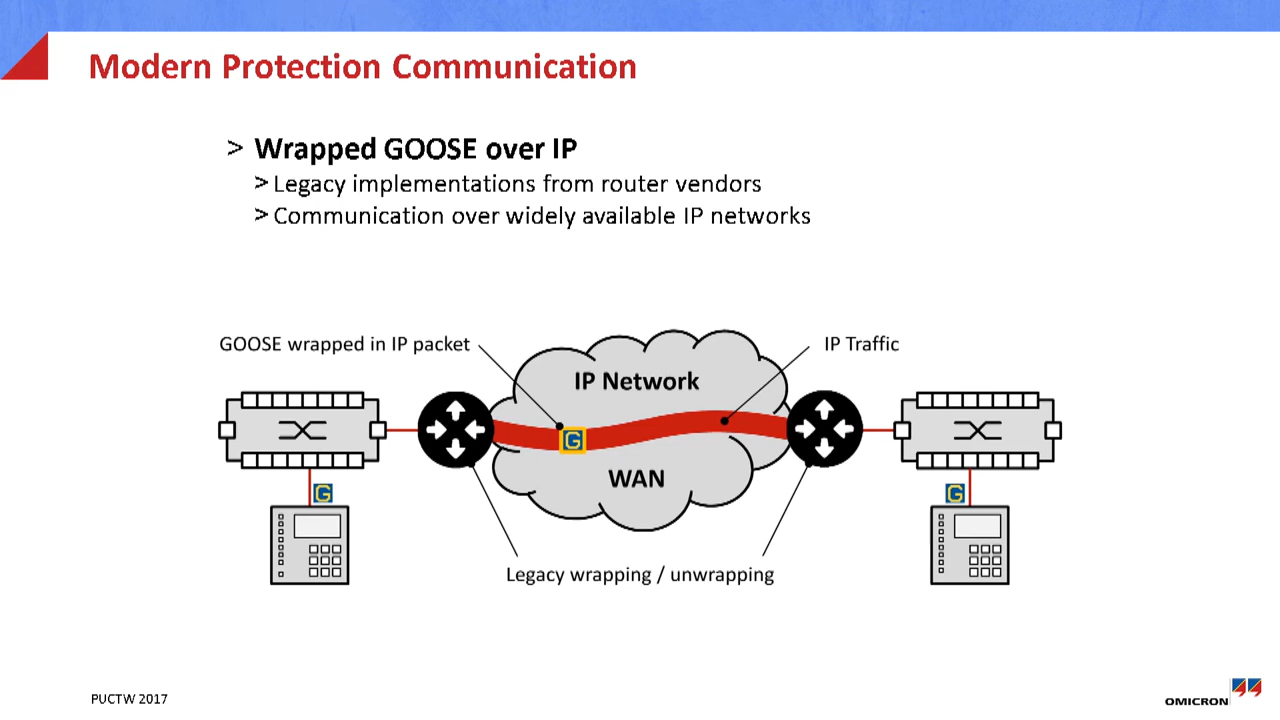 Modern Protection Communication
> Wrapped GOOSE over IP
> Legacy implementations from router vendors
> Communication over widely available IP networks
GOOSE wrapped in IP packet
IP Traffic
IP Network
G
WAN
G
G
Legacy wrapping / unwrapping
PUCTW 2017
OMICRON